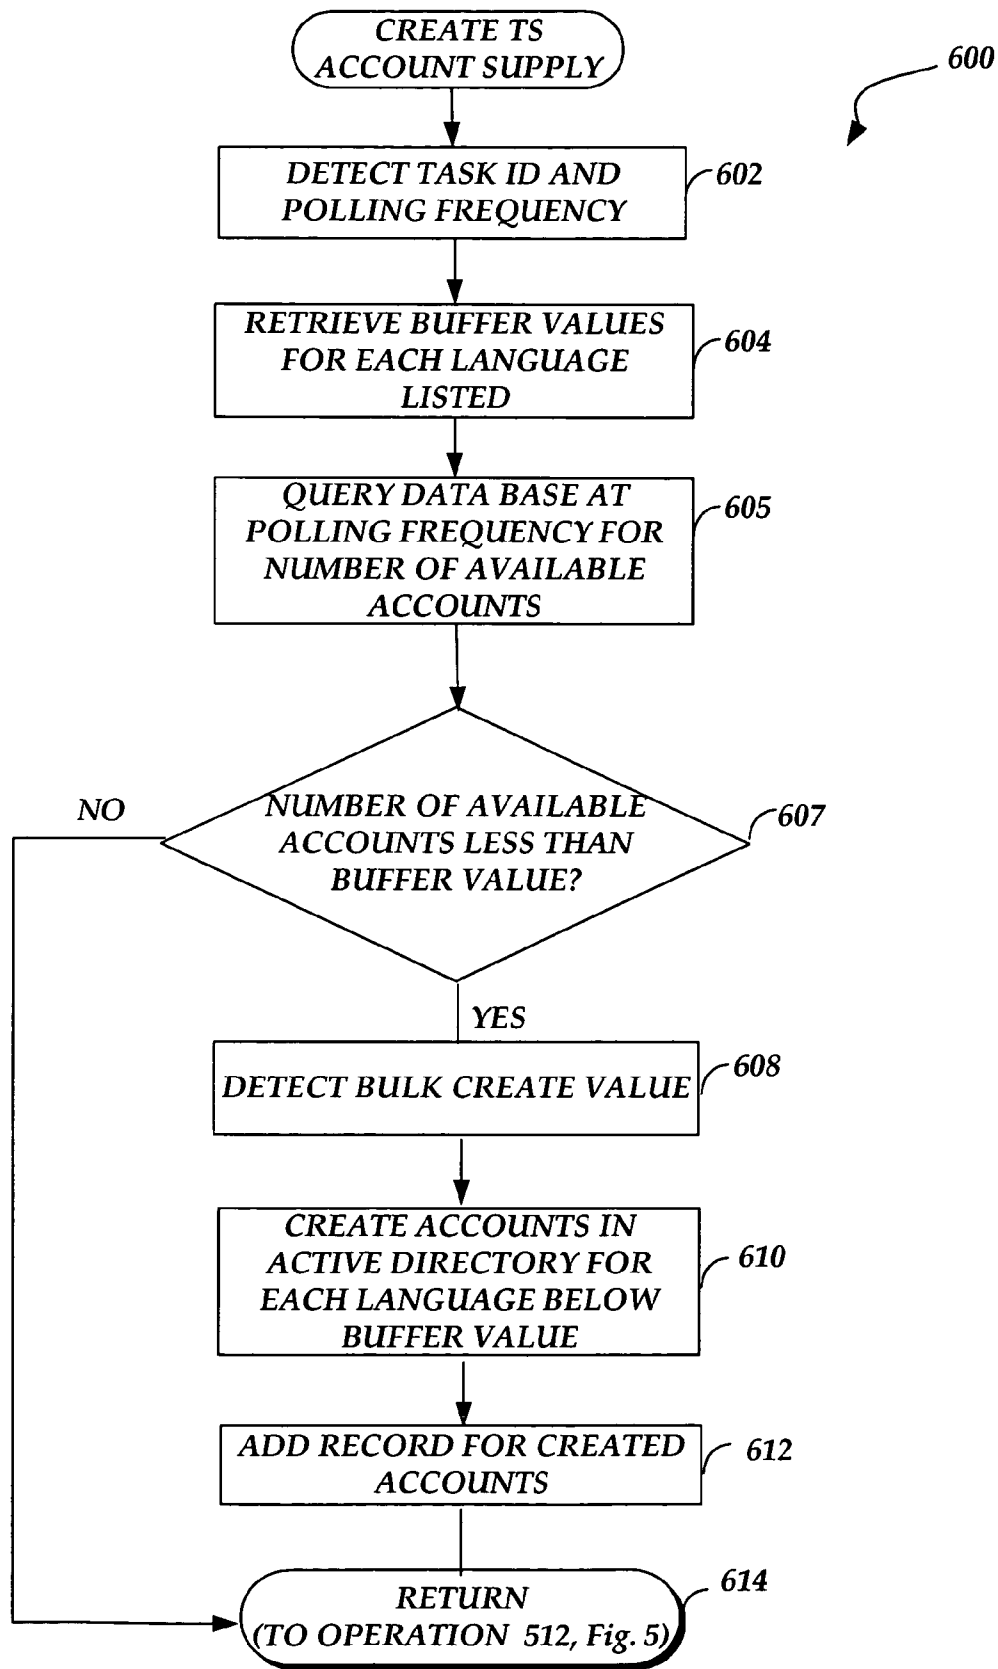 CREATE TS
ACCOUNT SUPPLY
600
DETECT TASK ID AND
POLLING FREQUENCY
602
RETRIEVE BUFFER VALUES
FOR EACH LANGUAGE
LISTED
604
QUERY DATA BASE AT
POLLING FREQUENCY FOR
NUMBER OF AVAILABLE
ACCOUNTS
605
NO
NUMBER OF AVAILABLE
ACCOUNTS LESS THAN
BUFFER VALUE?
607
YES
DETECT BULK CREATE VALUE
608
CREATE ACCOUNTS IN
ACTIVE DIRECTORY FOR
EACH LANGUAGE BELOW
BUFFER VALUE
610
ADD RECORD FOR CREATED
ACCOUNTS
612
RETURN
(TO OPERATION 512, Fig. 5)
614